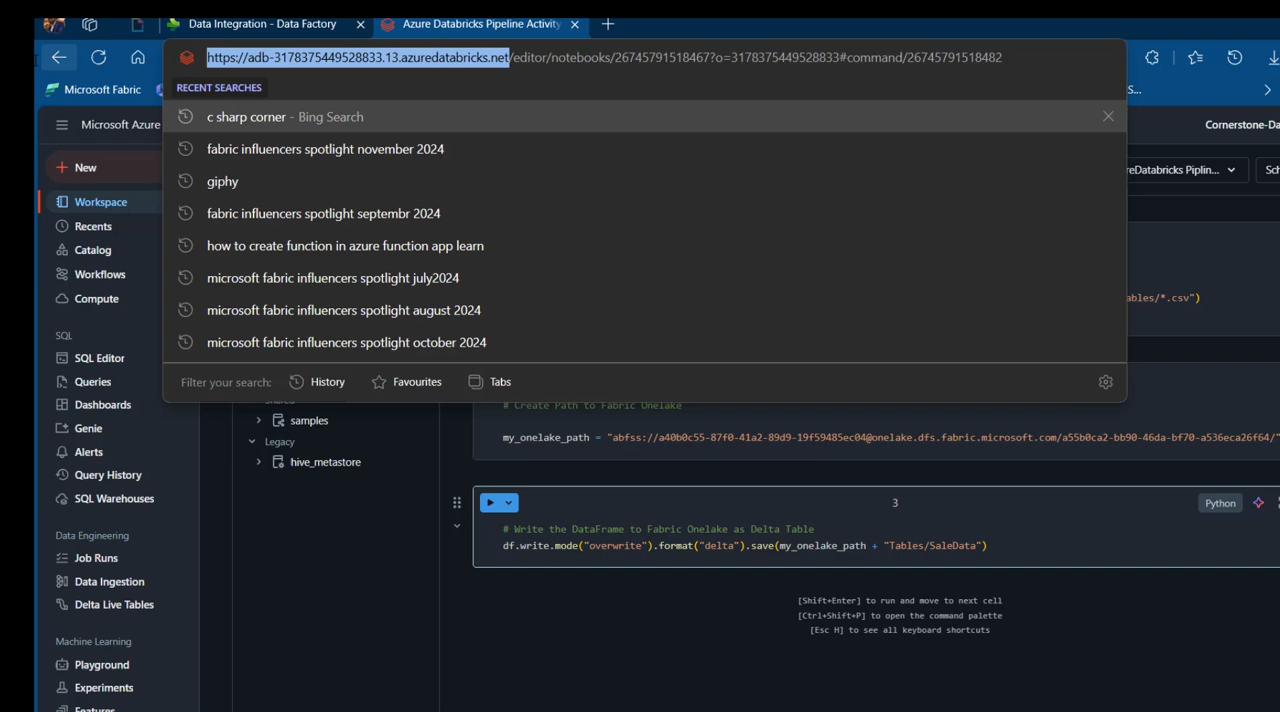 Data Integration - Data Factory
Azure Databricks Pipeline Activity
https://adb-3178375449528833.13.azuredatabricks.net/editor/notebooks/267457915184​67?o=3178375449528833#command/26745791518482
RECENT SEARCHES
Microsoft Fabric
S...
c sharp corner - Bing Search
Microsoft Azure
Cornerstone-Da
fabric influencers spotlight november 2024
New
eDatabricks Piplin...
Sch
giphy
Workspace
fabric influencers spotlight septembr 2024
Recents
how to create function in azure function app learn
Catalog
microsoft fabric influencers spotlight july2024
Workflows
ables/*.csv")
Compute
microsoft fabric influencers spotlight august 2024
SQL
microsoft fabric influencers spotlight october 2024
SQL Editor
Filter your search:
History
Favourites
Tabs
Queries
Dashboards
# Create Path to Fabric Onelake
samples
Genie
Legacy
my_onelake_path = "abfss://a40b0c55-87f0-41a2-89d9-19f59485ec04@onelake.dfs.fabric.microsoft.com/a55b0ca2-bb90-46da-bf70-a536eca26f64/"
Alerts
hive_metastore
Query History
SQL Warehouses
3
Python
# Write the DataFrame to Fabric Onelake as Delta Table
Data Engineering
df.write.mode("overwrite").format("delta").save(my_onelake_path + "Tables/SaleData")
Job Runs
Data Ingestion
Delta Live Tables
[Shift+Enter] to run and move to next cell
[Ctrl+Shift+P] to open the command palette
[Esc H] to see all keyboard shortcuts
Machine Learning
Playground
Experiments
Features